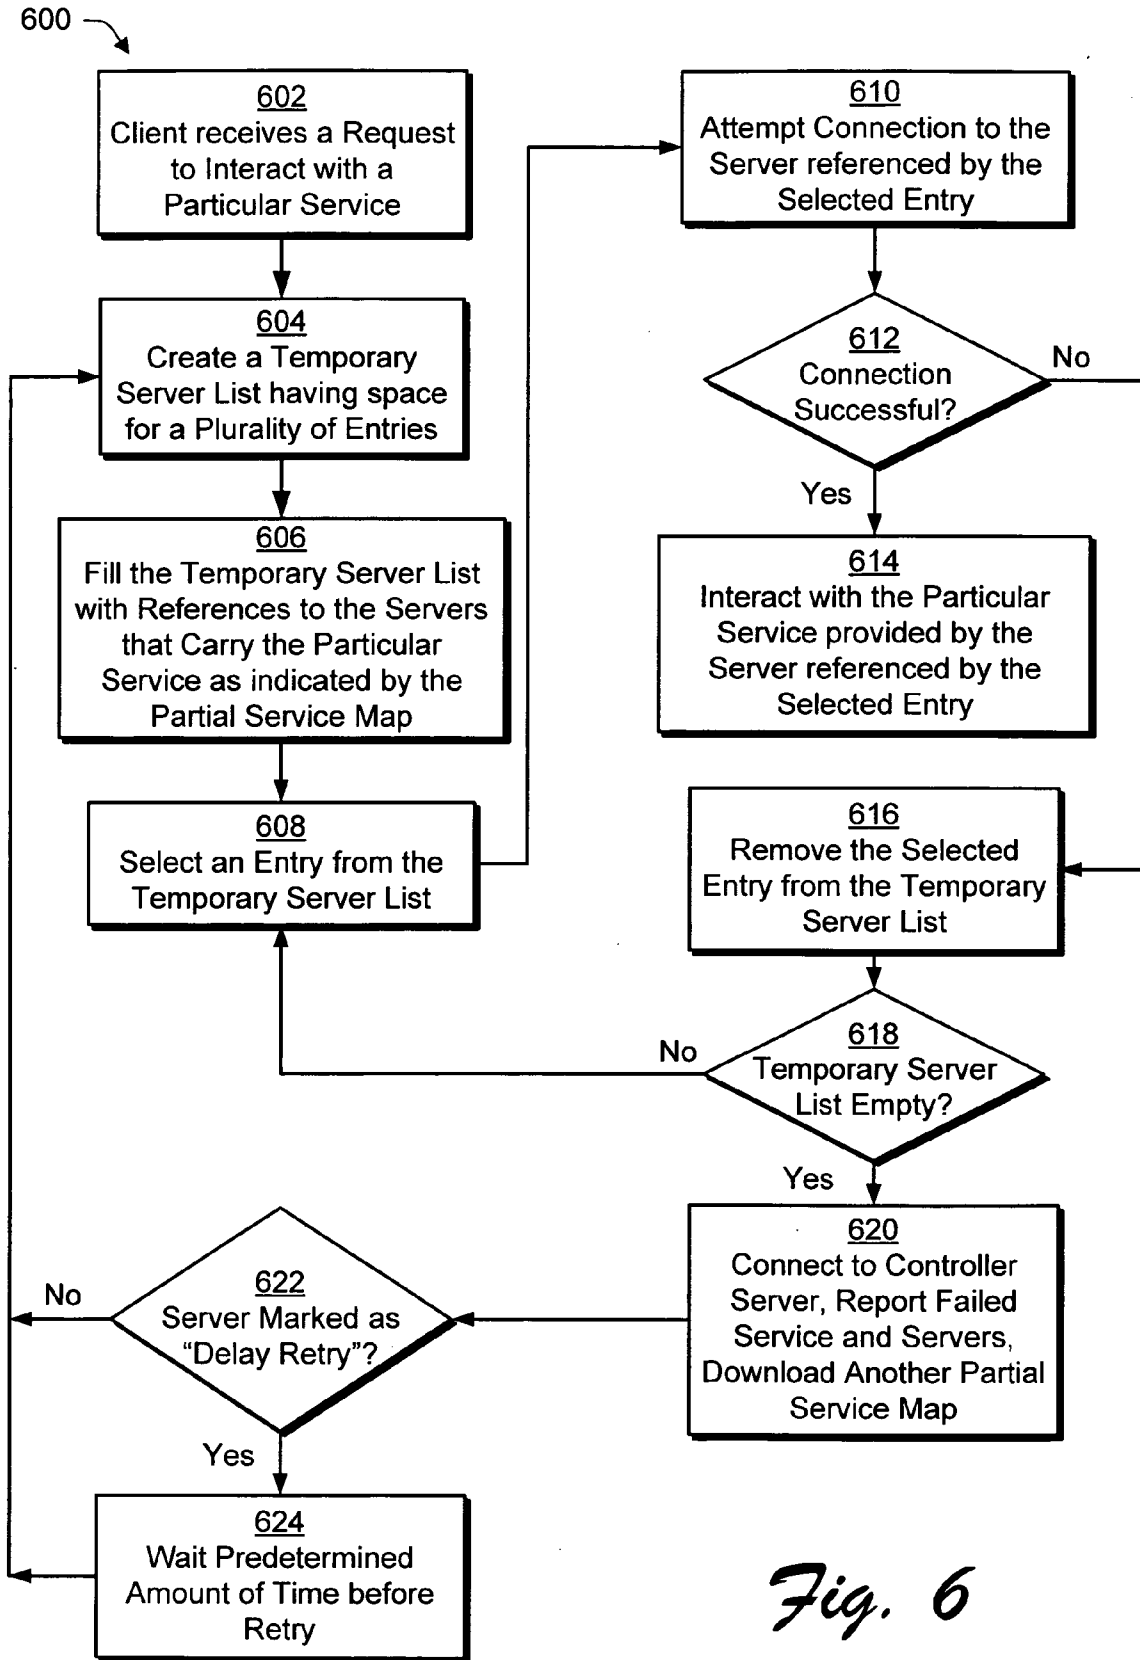 600
602
Client receives a Request
to Interact with a
Particular Service
604
Create a Temporary
Server List having space
for a Plurality of Entries
606
Fill the Temporary Server List
with References to the Servers
that Carry the Particular
Service as indicated by the
Partial Service Map
608
Select an Entry from the
Temporary Server List
610
Attempt Connection to the
Server referenced by the
Selected Entry
612
Connection
Successful?
No
Yes
614
Interact with the Particular
Service provided by the
Server referenced by the
Selected Entry
616
Remove the Selected
Entry from the Temporary
Server List
618
Temporary Server
List Empty?
No
Yes
620
Connect to Controller
Server, Report Failed
Service and Servers,
Download Another Partial
Service Map
622
Server Marked as
“Delay Retry”?
No
Yes
624
Wait Predetermined
Amount of Time before
Retry
Fig. 6